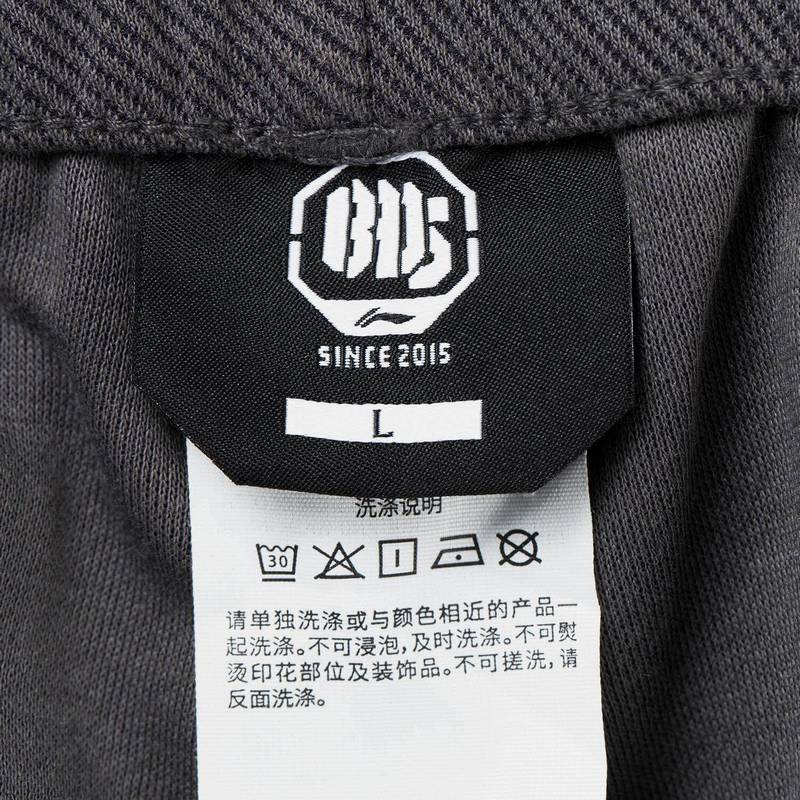 BADS
SINCE 2015
L
洗涤说明
30
请单独洗涤或与颜色相近的产品一
起洗涤。不可浸泡,及时洗涤。不可熨
烫印花部位及装饰品。不可搓洗,请
反面洗涤。